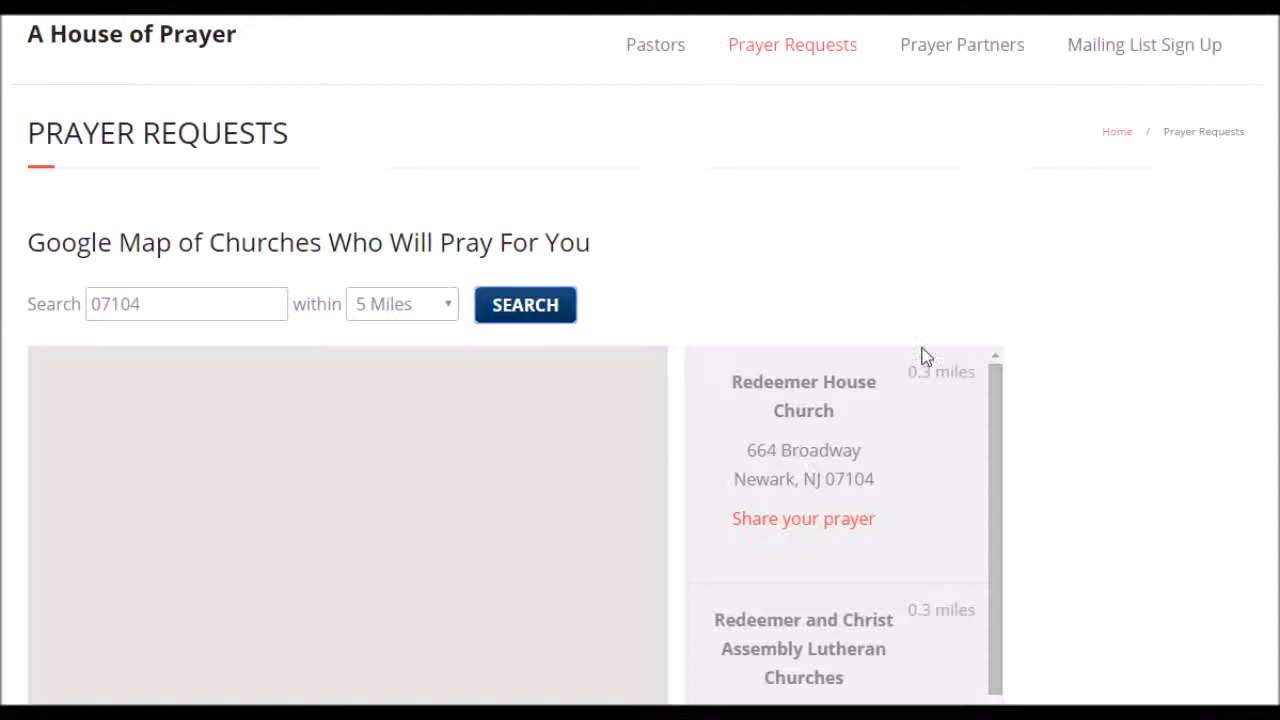 A House of Prayer
Pastors Prayer Requests Prayer Partners Mailing List Sign Up
PRAYER REQUESTS
Home / Prayer Requests
Google Map of Churches Who Will Pray For You
Search 07104 within 5 Miles SEARCH
0.3 miles
Redeemer House
Church
664 Broadway
Newark, NJ 07104
Share your prayer
0.3 miles
Redeemer and Christ
Assembly Lutheran
Churches